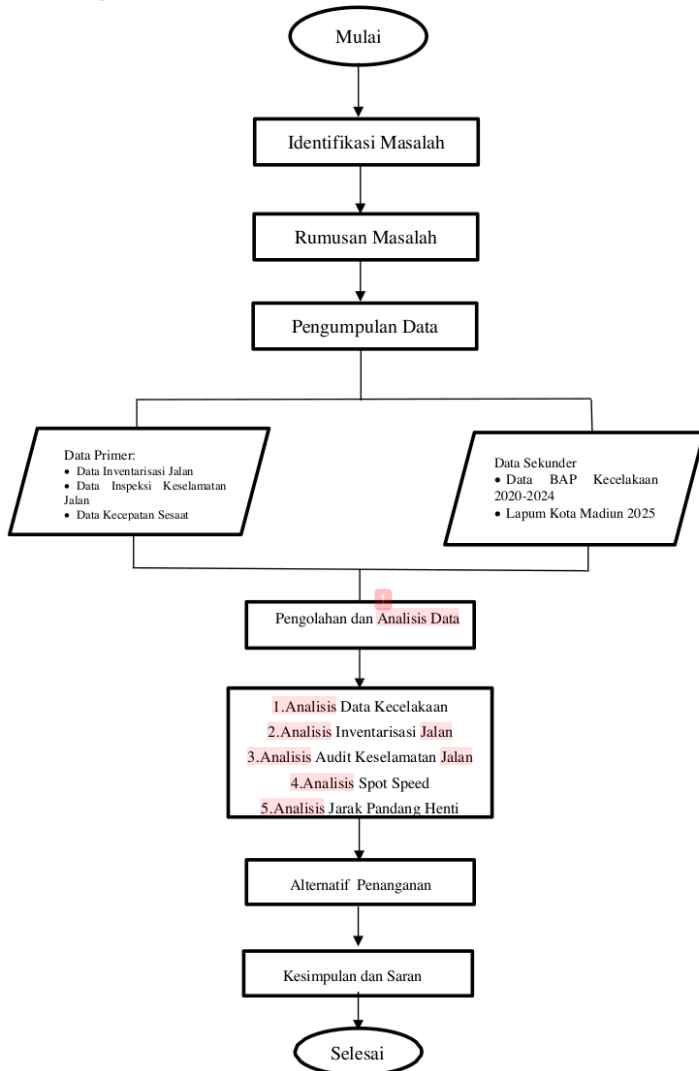 Mulai
Identifikasi Masalah
Rumusan Masalah
Pengumpulan Data
Data Primer:
• Data Inventarisasi Jalan
• Data Inspeksi Keselamatan
Jalan
• Data Kecepatan Sesaat
Data Sekunder
• Data BAP Kecelakaan
2020-2024
• Lapum Kota Madiun 2025
1
Pengolahan dan Analisis Data
1.Analisis Data Kecelakaan
2.Analisis Inventarisasi Jalan
3.Analisis Audit Keselamatan Jalan
4.Analisis Spot Speed
5.Analisis Jarak Pandang Henti
Alternatif Penanganan
Kesimpulan dan Saran
Selesai